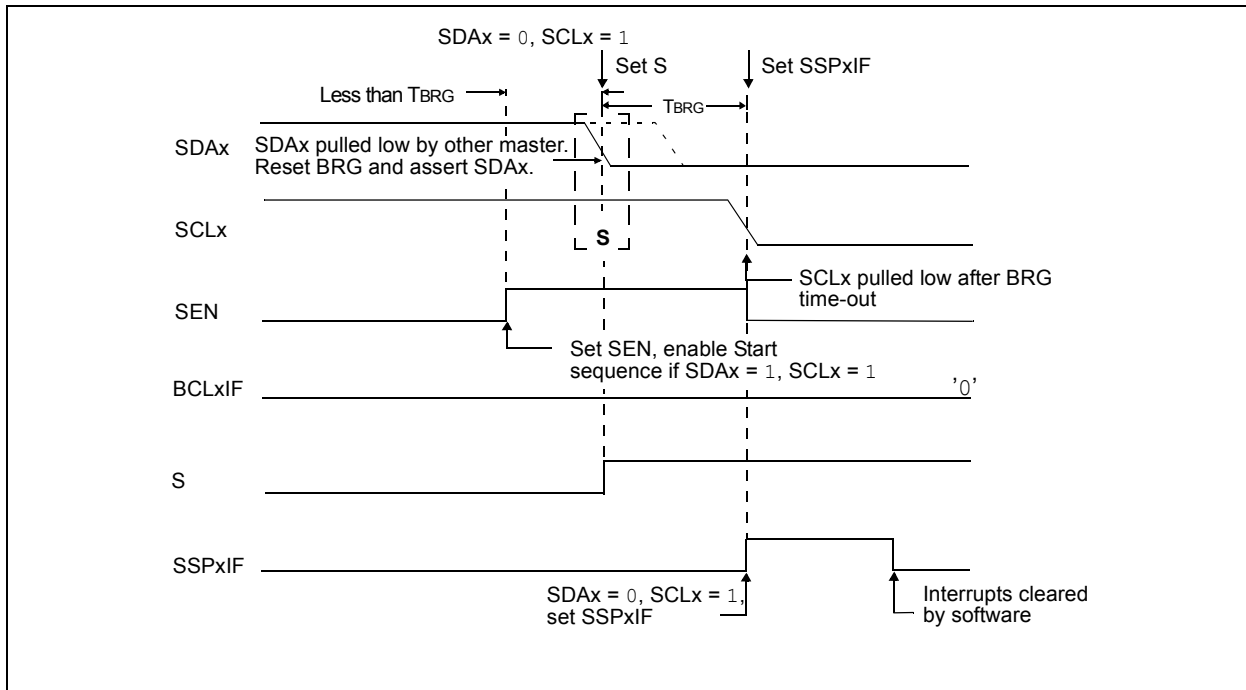 SDAx = 0, SCLx = 1
Set S
Set SSPxIF
Less than TBRG
TBRG
SDAx
SDAx pulled low by other master.
Reset BRG and assert SDAx.
SCLx
S
SCLx pulled low after BRG
time-out
SEN
Set SEN, enable Start
sequence if SDAx = 1, SCLx = 1
BCLxIF
'0'
S
SSPxIF
SDAx = 0, SCLx = 1,
set SSPxIF
Interrupts cleared
by software